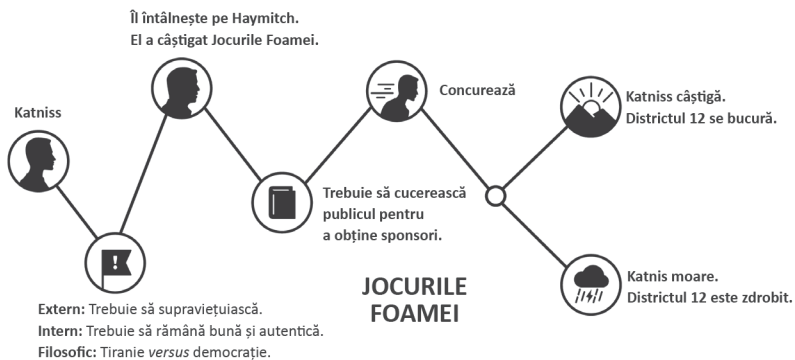 Katniss
Îl întâlnește pe Haymitch.
El a câștigat Jocurile Foamei.
Extern: Trebuie să supraviețuiască.
Intern: Trebuie să rămână bună și autentică.
Filosofic: Tiranie versus democrație.
Trebuie să cucerească
publicul pentru
a obține sponsori.
Concurează
Katniss câștigă.
Districtul 12 se bucură.
Katnis moare.
Districtul 12 este zdrobit.
JOCURILE
FOAMEI